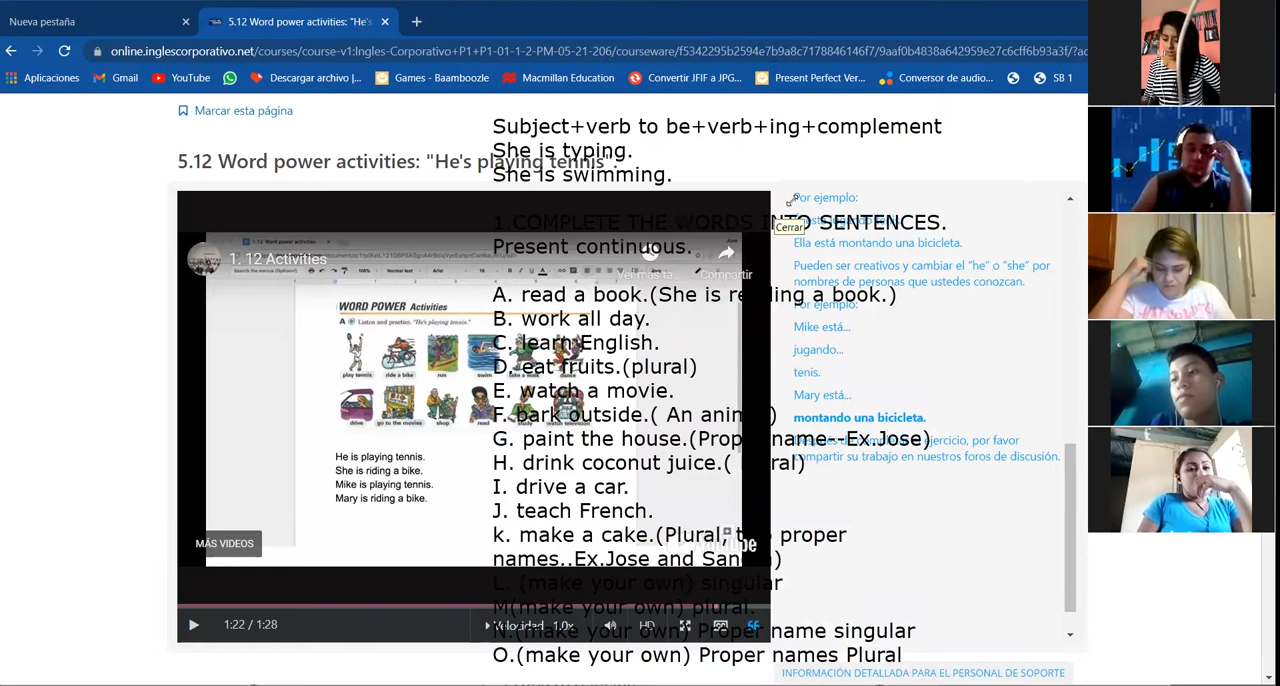 Nueva pestaña
5.12 Word power activities: "He's
online.inglescorporativo.net/courses/course-v1:Ingles-Corporativo+P1+P1-01-1-2-PM-05-21-206/courseware/f5342295b2594e7b9a8c7178846146f7/9aaf0b4838a642959e27c6cff6b93a3f/?ac
Aplicaciones
Gmail
YouTube
Descargar archivo |...
Games - Baamboozle
Macmillan Education
Convertir JFIF a JPG...
Present Perfect Ver...
Conversor de audio...
SB 1
Marcar esta página
5.12 Word power activities: "He's playing tennis".
Subject+verb to be+verb+ing+complement
She is typing.
She is swimming.
1.COMPLETE THE WORDS INTO SENTENCES.
Present continuous.
A. read a book.(She is reading a book.)
B. work all day.
C. learn English.
D. eat fruits.(plural)
E. watch a movie.
F. bark outside.( An animal)
G. paint the house.(Proper name--Ex.Jose)
H. drink coconut juice.( plural)
I. drive a car.
J. teach French.
k. make a cake.(Plural, two proper
names..Ex.Jose and Sandra)
L. (make your own) singular
M(make your own) plural.
N.(make your own) Proper name singular
O.(make your own) Proper names Plural
1. 12 Activities
Compartir
WORD POWER Activities
A Listen and practice. "He's playing tennis."
play tennis
ride a bike
run
swim
take a walk
dance
drive
go to the movies
shop
read
study
watch television
He is playing tennis.
She is riding a bike.
Mike is playing tennis.
Mary is riding a bike.
MÁS VIDEOS
1:22 / 1:28
Velocidad 1.0x
HD
Cerrar
Por ejemplo:
Ella está montando una bicicleta.
Pueden ser creativos y cambiar el "he" o "she" por
nombres de personas que ustedes conozcan.
Por ejemplo:
Mike está...
jugando...
tenis.
Mary está...
montando una bicicleta.
Después de completar el ejercicio, por favor
compartir su trabajo en nuestros foros de discusión.
INFORMACIÓN DETALLADA PARA EL PERSONAL DE SOPORTE